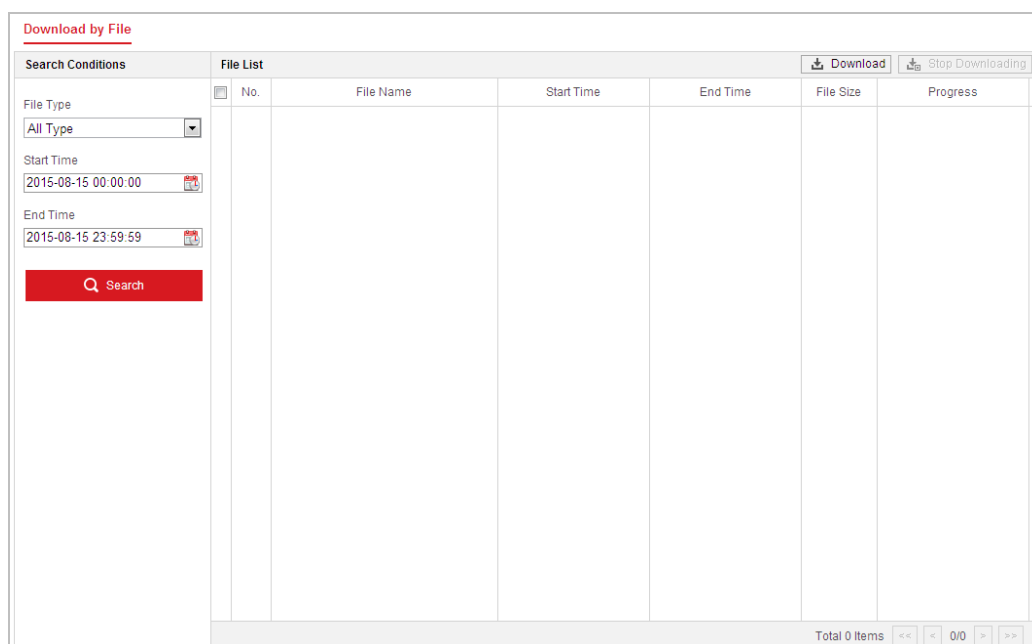 Download by File
Search Conditions
File List
Download
Stop Downloading
No.
File Name
Start Time
End Time
File Size
Progress
File Type
All Type
Start Time
2015-08-15 00:00:00
End Time
2015-08-15 23:59:59
Search
Total 0 Items << < 0/0 > >>